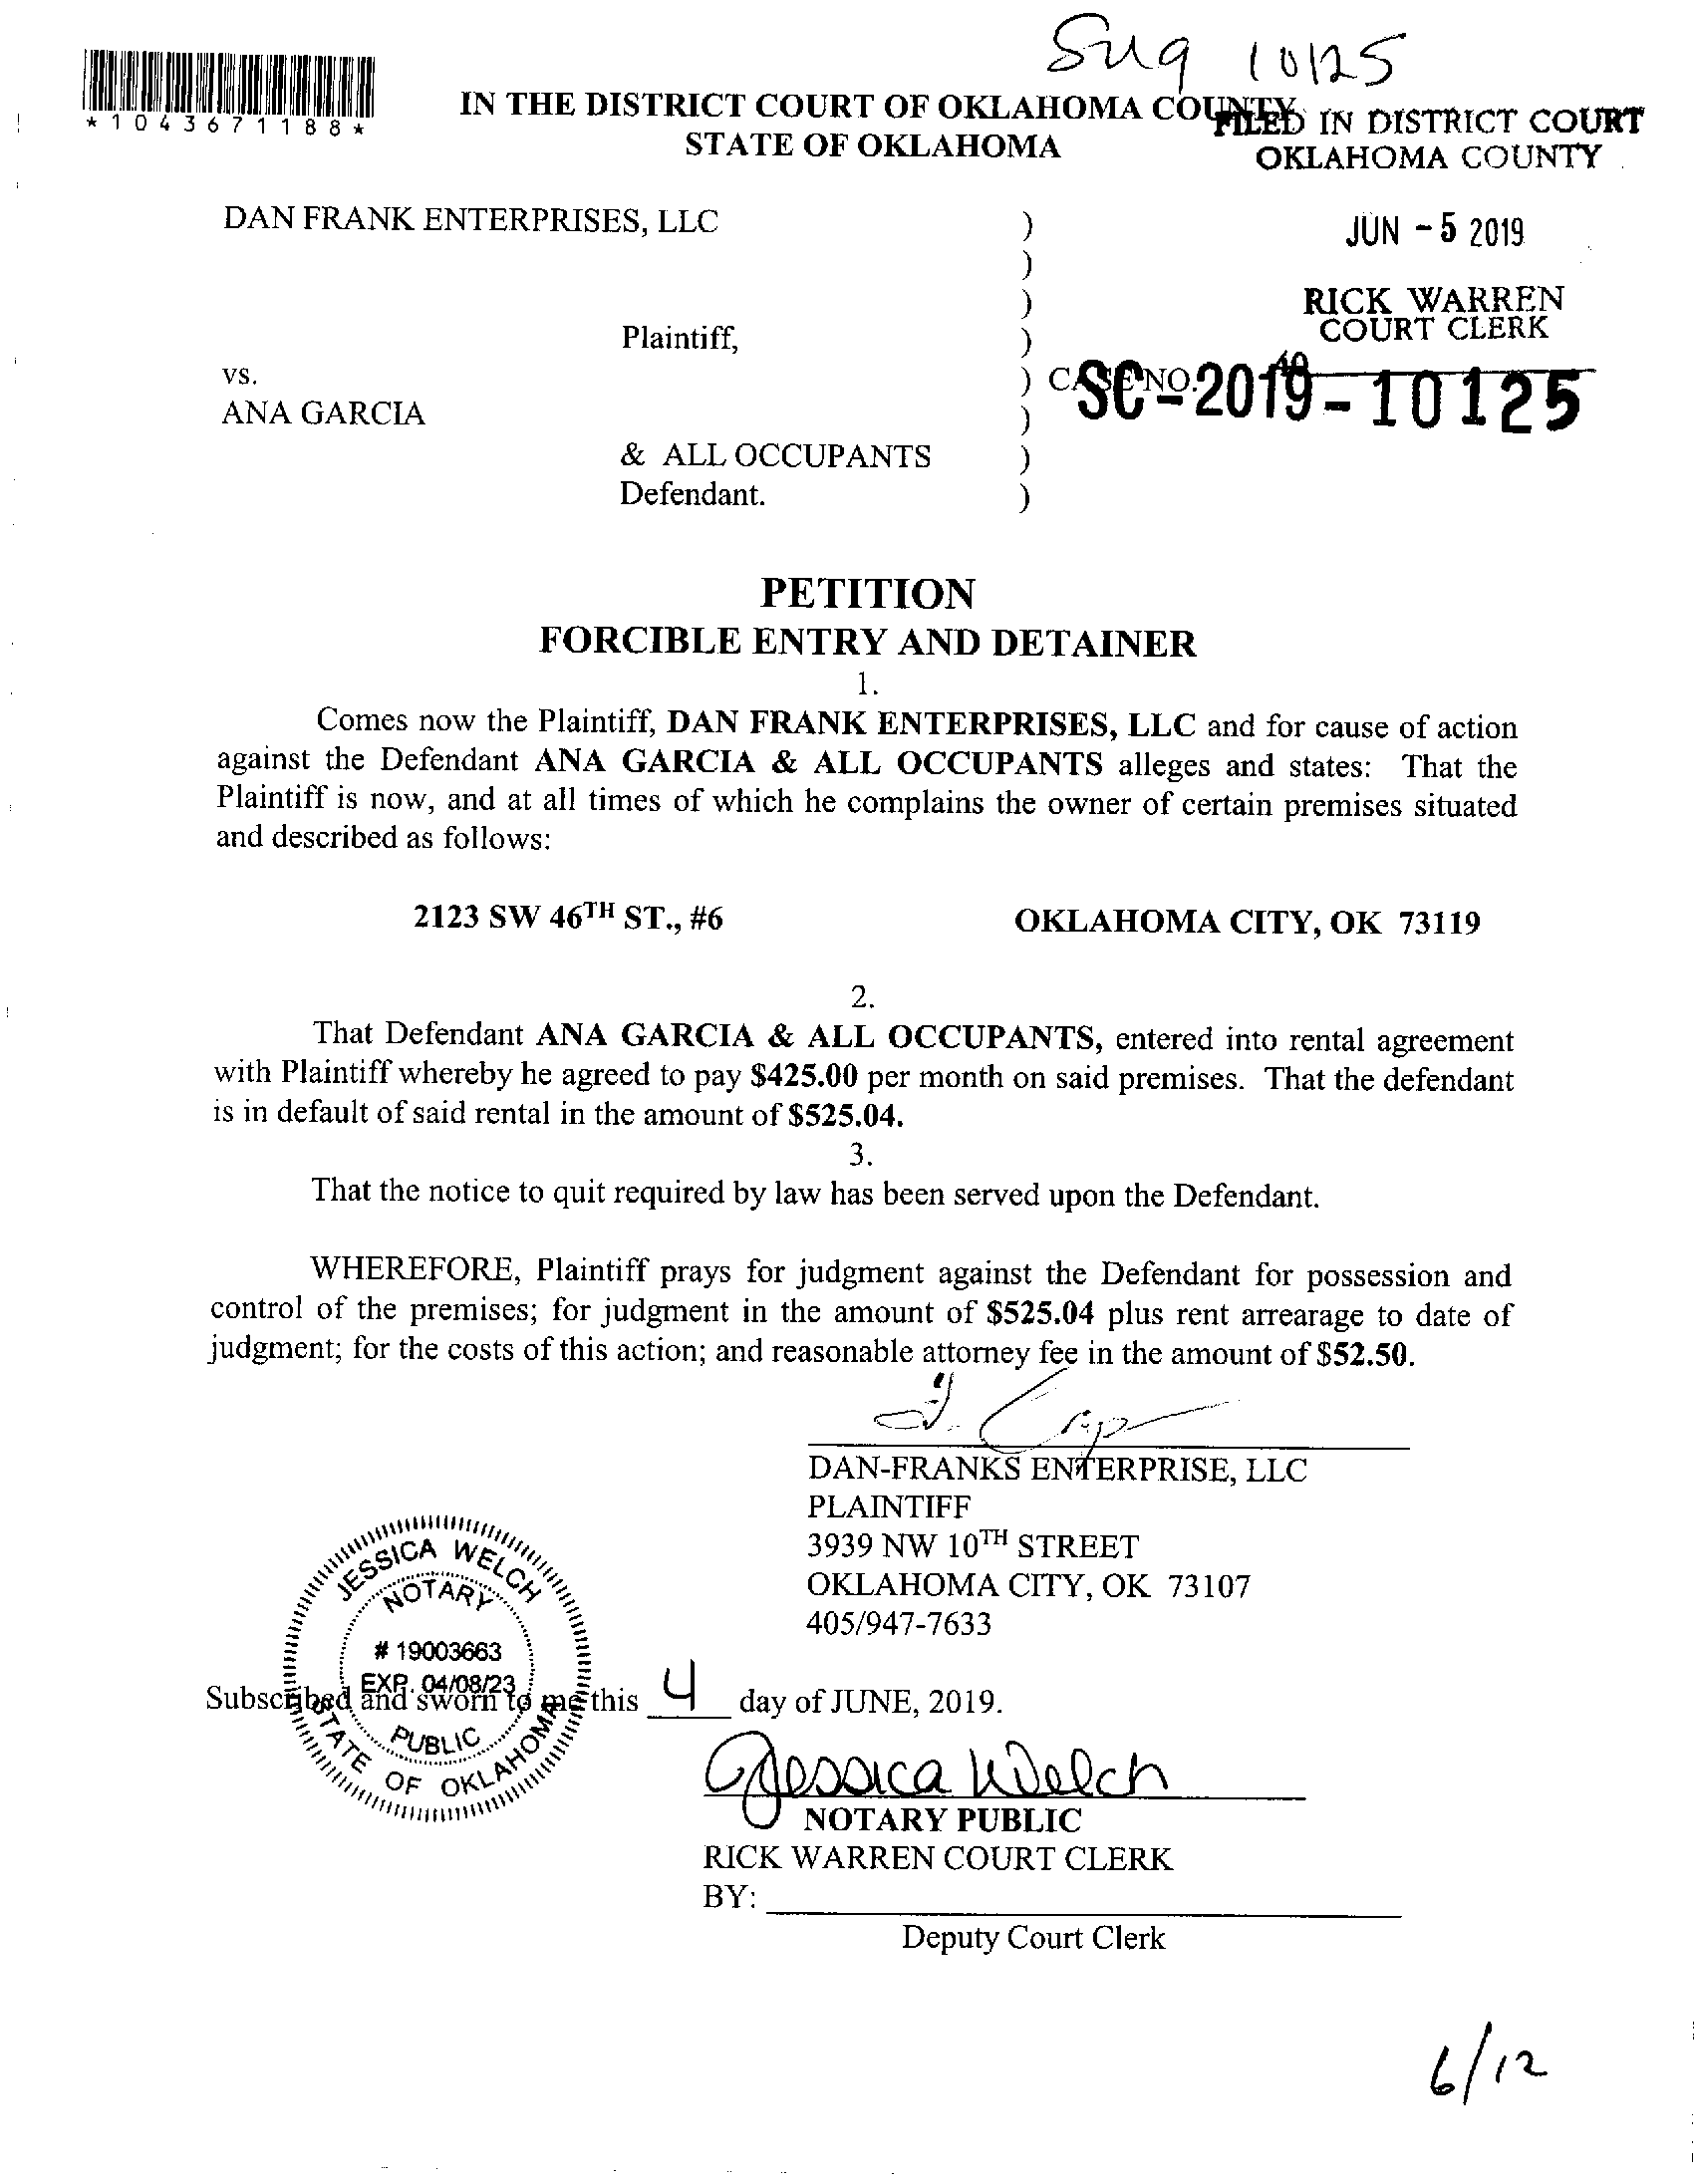 Sug 10125
*1043671188*
IN THE DISTRICT COURT OF OKLAHOMA COUNTY
STATE OF OKLAHOMA
FILED IN DISTRICT COURT
OKLAHOMA COUNTY
JUN - 5 2019
RICK WARREN
COURT CLERK
40
DAN FRANK ENTERPRISES, LLC )
)
)
Plaintiff, )
vs. ) CASE NO. SC-2019-10125
ANA GARCIA )
& ALL OCCUPANTS )
Defendant. )
PETITION
FORCIBLE ENTRY AND DETAINER
1.
Comes now the Plaintiff, DAN FRANK ENTERPRISES, LLC and for cause of action
against the Defendant ANA GARCIA & ALL OCCUPANTS alleges and states: That the
Plaintiff is now, and at all times of which he complains the owner of certain premises situated
and described as follows:
2123 SW 46TH ST., #6 OKLAHOMA CITY, OK 73119
2.
That Defendant ANA GARCIA & ALL OCCUPANTS, entered into rental agreement
with Plaintiff whereby he agreed to pay $425.00 per month on said premises. That the defendant
is in default of said rental in the amount of $525.04.
3.
That the notice to quit required by law has been served upon the Defendant.
WHEREFORE, Plaintiff prays for judgment against the Defendant for possession and
control of the premises; for judgment in the amount of $525.04 plus rent arrearage to date of
judgment; for the costs of this action; and reasonable attorney fee in the amount of $52.50.
DAN-FRANKS ENTERPRISE, LLC
PLAINTIFF
3939 NW 10TH STREET
OKLAHOMA CITY, OK 73107
405/947-7633
JESSICA WELCH
NOTARY
# 19003663
EXP. 04/08/23
PUBLIC
STATE OF OKLAHOMA
Subscribed and sworn to me this 4 day of JUNE, 2019.
Jessica Welch
NOTARY PUBLIC
RICK WARREN COURT CLERK
BY:
Deputy Court Clerk
6/12